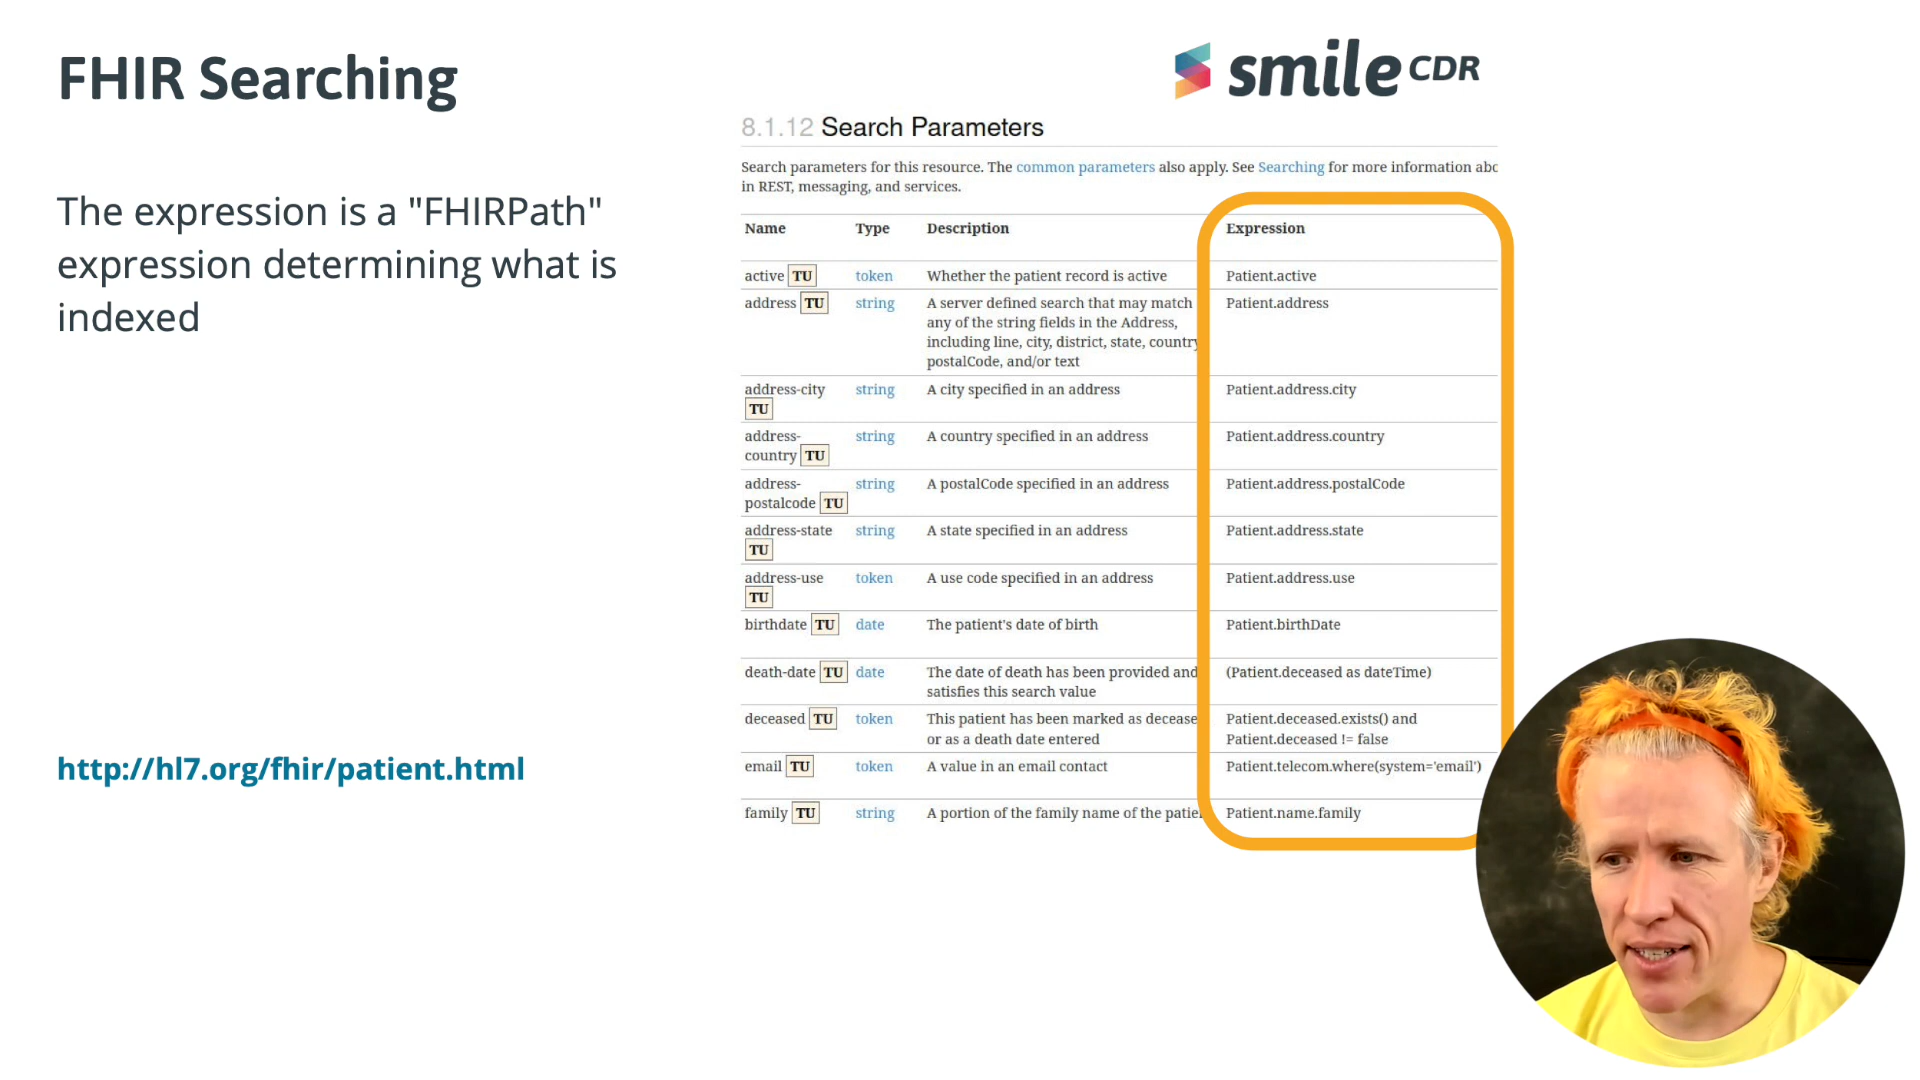 FHIR Searching
smile CDR
The expression is a "FHIRPath"
expression determining what is
indexed
http://hl7.org/fhir/patient.html
8.1.12 Search Parameters
Search parameters for this resource. The common parameters also apply. See Searching for more information abo
in REST, messaging, and services.
Name Type Description Expression
active TU token Whether the patient record is active Patient.active
address TU string A server defined search that may match Patient.address
any of the string fields in the Address,
including line, city, district, state, country
postalCode, and/or text
address-city string A city specified in an address Patient.address.city
TU
address- string A country specified in an address Patient.address.country
country TU
address- string A postalCode specified in an address Patient.address.postalCode
postalcode TU
address-state string A state specified in an address Patient.address.state
TU
address-use token A use code specified in an address Patient.address.use
TU
birthdate TU date The patient's date of birth Patient.birthDate
death-date TU date The date of death has been provided and (Patient.deceased as dateTime)
satisfies this search value
deceased TU token This patient has been marked as decease Patient.deceased.exists() and
or as a death date entered Patient.deceased != false
email TU token A value in an email contact Patient.telecom.where(system='email')
family TU string A portion of the family name of the patie Patient.name.family